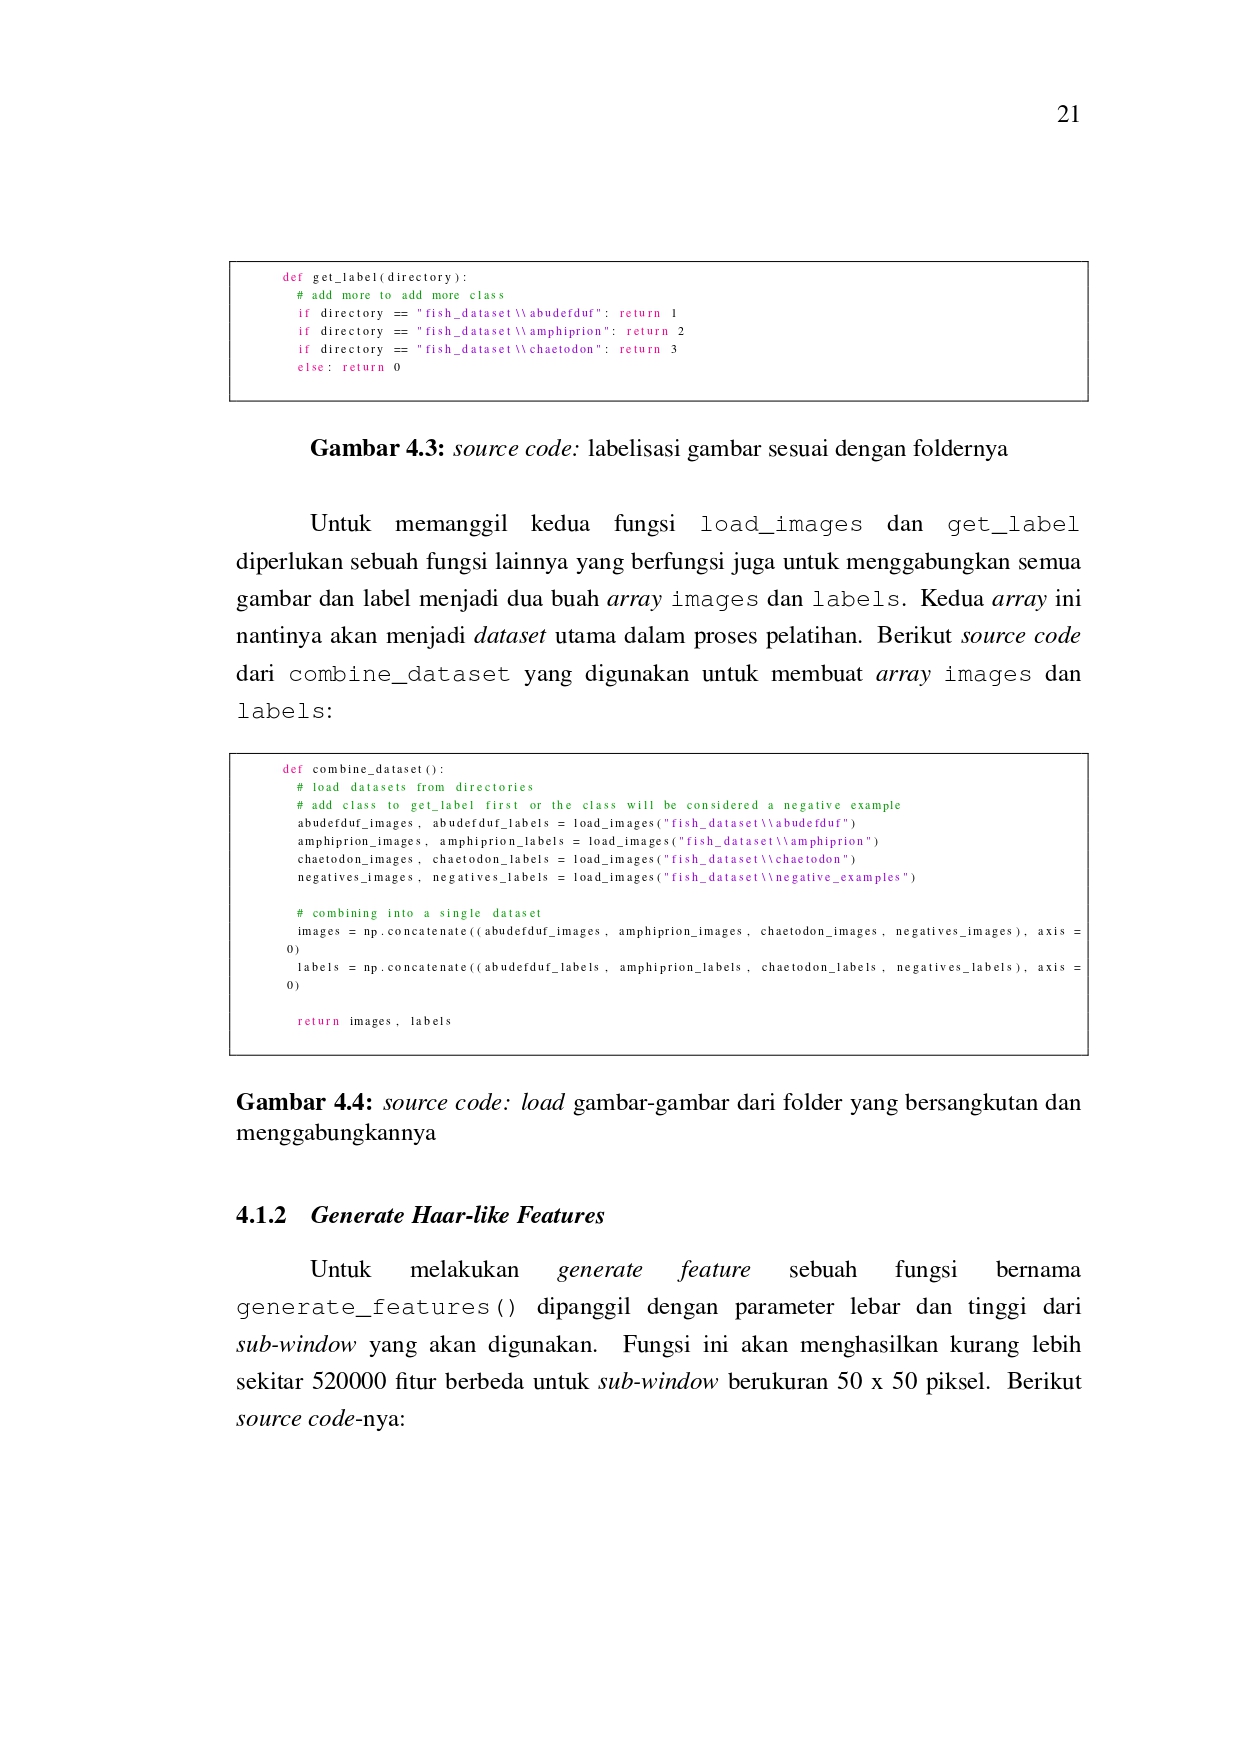 21
def get_label(directory):
# add more to add more class
if directory == "fish_dataset\\abudefduf": return 1
if directory == "fish_dataset\\amphiprion": return 2
if directory == "fish_dataset\\chaetodon": return 3
else: return 0
Gambar 4.3: source code: labelisasi gambar sesuai dengan foldernya
Untuk memanggil kedua fungsi load_images dan get_label
diperlukan sebuah fungsi lainnya yang berfungsi juga untuk menggabungkan semua
gambar dan label menjadi dua buah array images dan labels. Kedua array ini
nantinya akan menjadi dataset utama dalam proses pelatihan. Berikut source code
dari combine_dataset yang digunakan untuk membuat array images dan
labels:
def combine_dataset():
# load datasets from directories
# add class to get_label first or the class will be considered a negative example
abudefduf_images, abudefduf_labels = load_images("fish_dataset\\abudefduf")
amphiprion_images, amphiprion_labels = load_images("fish_dataset\\amphiprion")
chaetodon_images, chaetodon_labels = load_images("fish_dataset\\chaetodon")
negatives_images, negatives_labels = load_images("fish_dataset\\negative_examples")
# combining into a single dataset
images = np.concatenate((abudefduf_images, amphiprion_images, chaetodon_images, negatives_images), axis =
0)
labels = np.concatenate((abudefduf_labels, amphiprion_labels, chaetodon_labels, negatives_labels), axis =
0)
return images, labels
Gambar 4.4: source code: load gambar-gambar dari folder yang bersangkutan dan
menggabungkannya
4.1.2 Generate Haar-like Features
Untuk melakukan generate feature sebuah fungsi bernama
generate_features() dipanggil dengan parameter lebar dan tinggi dari
sub-window yang akan digunakan. Fungsi ini akan menghasilkan kurang lebih
sekitar 520000 fitur berbeda untuk sub-window berukuran 50 x 50 piksel. Berikut
source code-nya: